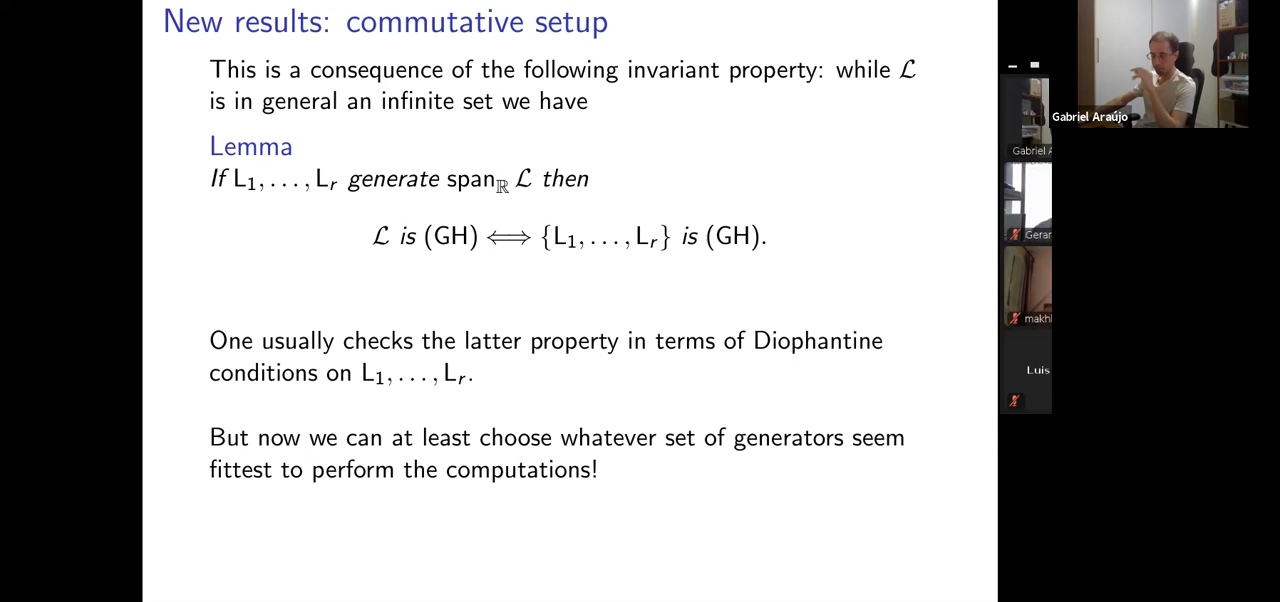 New results: commutative setup
This is a consequence of the following invariant property: while ℒ
is in general an infinite set we have
Lemma
If L₁, . . . , Lᵣ generate span_ℝ ℒ then
ℒ is (GH) ⟺ {L₁, . . . , Lᵣ} is (GH).
One usually checks the latter property in terms of Diophantine
conditions on L₁, . . . , Lᵣ.
But now we can at least choose whatever set of generators seem
fittest to perform the computations!
Gabriel Araújo
Gabriel A
Gerar
makhl
Luis